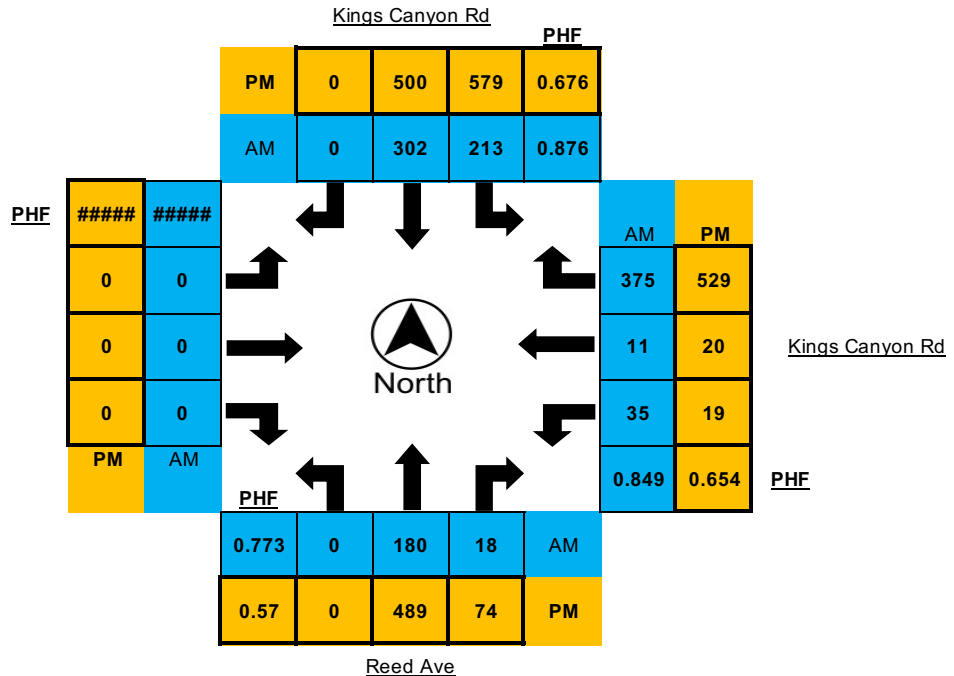 Kings Canyon Rd
PHF
PM 0 500 579 0.676
AM 0 302 213 0.876
PHF ##### ##### AM PM
0 0 375 529
0 0 North 11 20 Kings Canyon Rd
0 0 35 19
PM AM PHF 0.849 0.654 PHF
0.773 0 180 18 AM
0.57 0 489 74 PM
Reed Ave